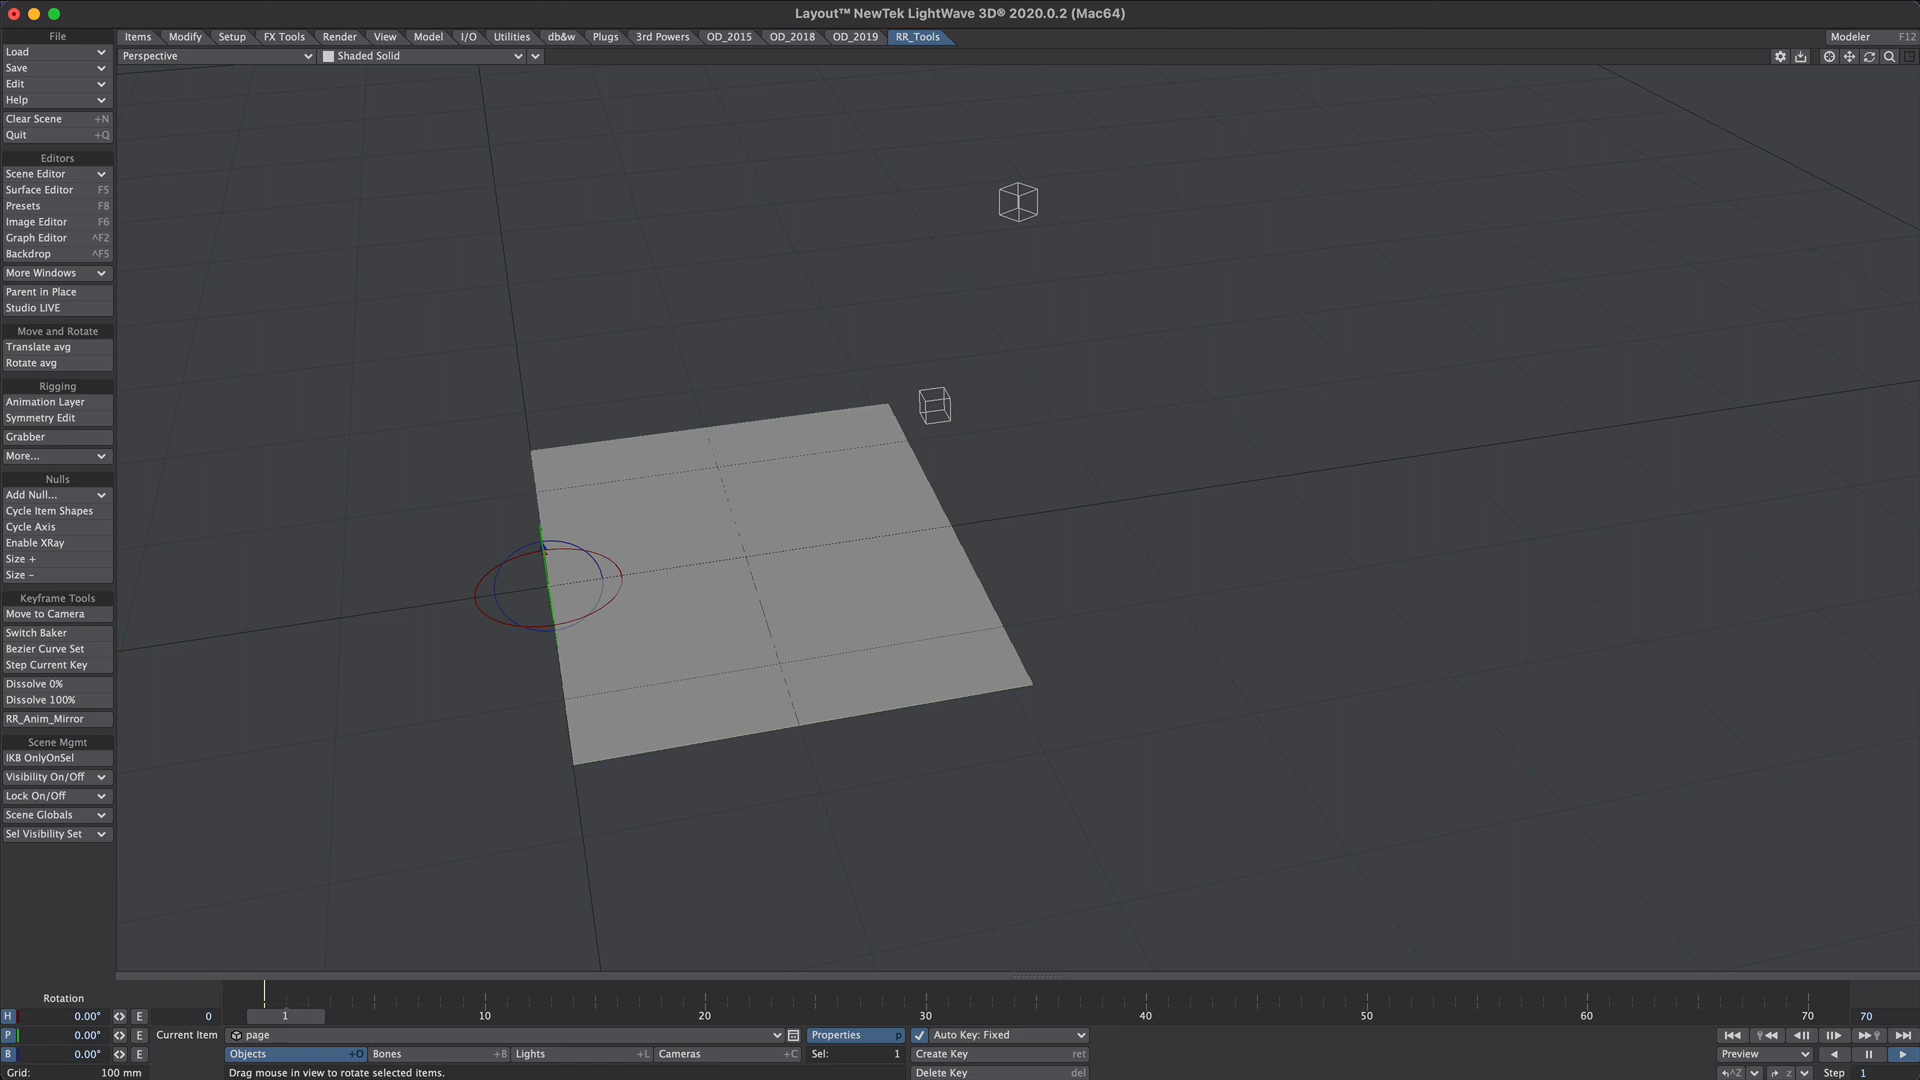 Layout™ NewTek LightWave 3D® 2020.0.2 (Mac64)
File
Items Modify Setup FX Tools Render View Model I/O Utilities db&w Plugs 3rd Powers OD_2015 OD_2018 OD_2019 RR_Tools
Modeler F12
Perspective Shaded Solid
Load
Save
Edit
Help
Clear Scene +N
Quit +Q
Editors
Scene Editor
Surface Editor F5
Presets F8
Image Editor F6
Graph Editor ^F2
Backdrop ^F5
More Windows
Parent in Place
Studio LIVE
Move and Rotate
Translate avg
Rotate avg
Rigging
Animation Layer
Symmetry Edit
Grabber
More...
Nulls
Add Null...
Cycle Item Shapes
Cycle Axis
Enable XRay
Size +
Size –
Keyframe Tools
Move to Camera
Switch Baker
Bezier Curve Set
Step Current Key
Dissolve 0%
Dissolve 100%
RR_Anim_Mirror
Scene Mgmt
IKB OnlyOnSel
Visibility On/Off
Lock On/Off
Scene Globals
Sel Visibility Set
Rotation
H 0.00° E 0 1 10 20 30 40 50 60 70 70
P 0.00° E Current Item page Properties p Auto Key: Fixed
B 0.00° E Objects +O Bones +B Lights +L Cameras +C Sel: 1 Create Key ret Preview
Grid: 100 mm Drag mouse in view to rotate selected items. Delete Key del ^Z z Step 1